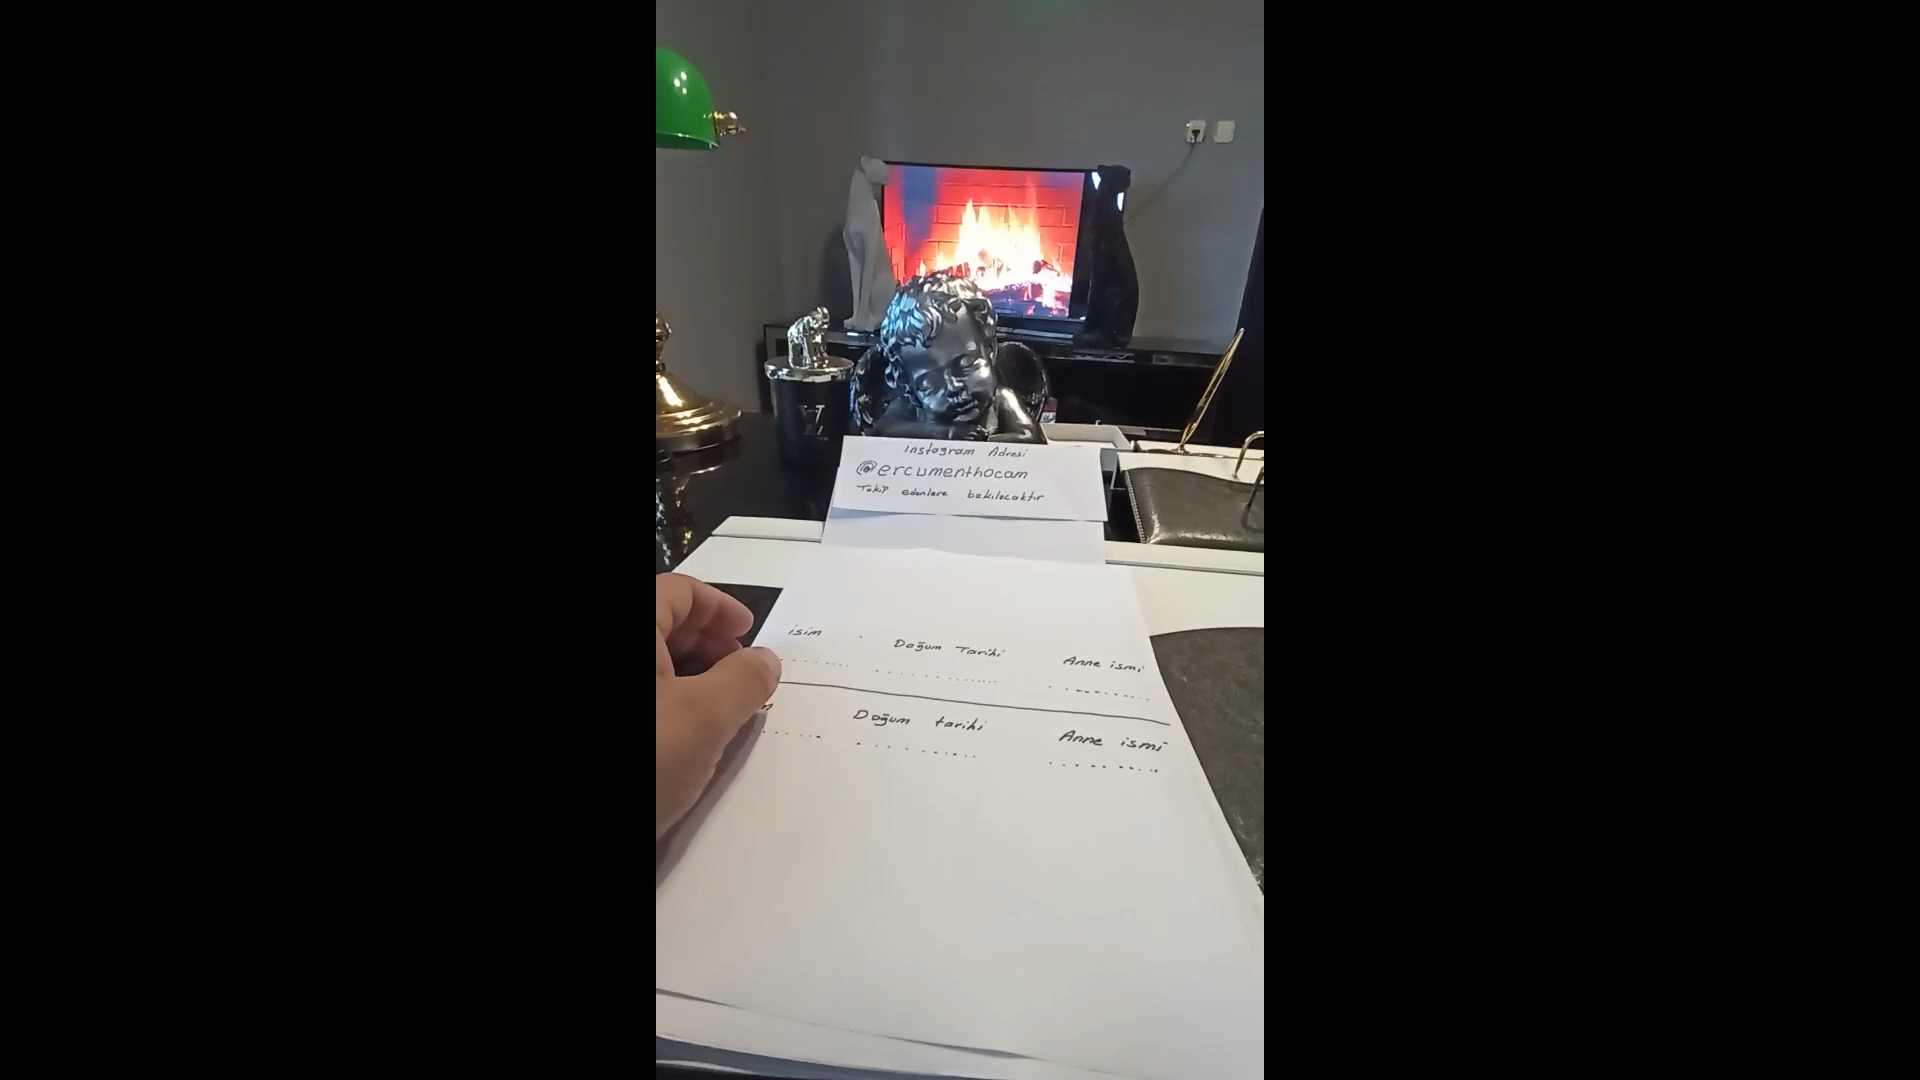 instagram Adresi
@ercumenthocam
Takip edenlere bakılacaktır
isim Doğum Tarihi Anne ismi
Doğum tarihi Anne ismi